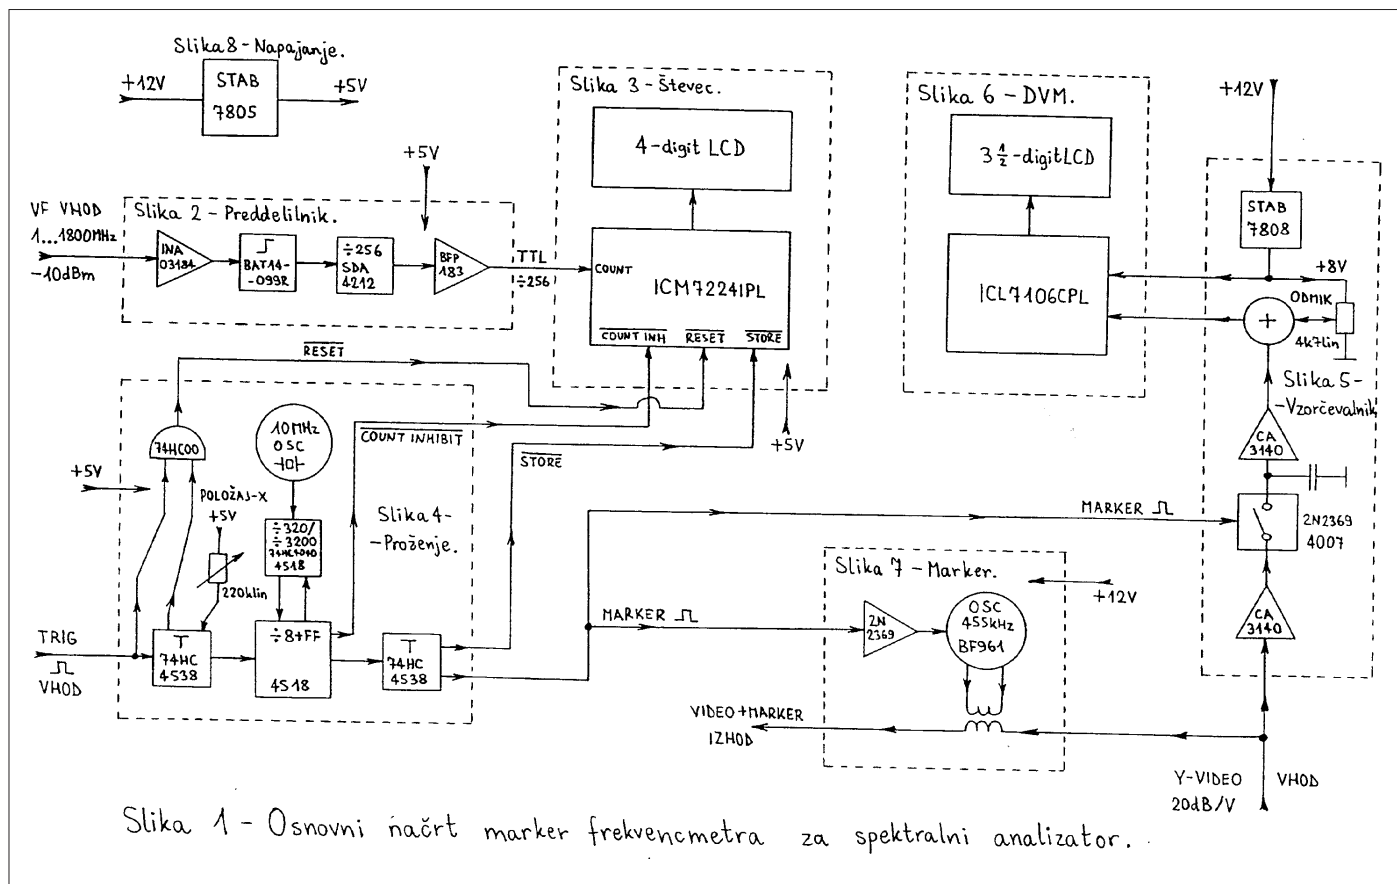 Slika 8 - Napajanje.
+12V
STAB
7805
+5V
Slika 3 - Števec.
4-digit LCD
ICM7224IPL
COUNT
COUNT INH
RESET
STORE
+5V
Slika 6 - DVM.
3 1/2-digit LCD
ICL7106CPL
+12V
STAB
7808
+8V
ODMIK
4k7lin
+
Slika 5-
-Vzorčevalnik
CA
3140
2N2369
4007
CA
3140
VF VHOD
1...1800MHz
-10dBm
Slika 2 - Preddelilnik.
+5V
INA
03184
BAT14-
-099R
÷256
SDA
4212
BFP
183
TTL
÷256
RESET
COUNT INHIBIT
STORE
74HC00
10MHz
OSC
+5V
POLOŽAJ-X
+5V
220klin
÷320/
÷3200
74HC4040
4518
Slika 4-
-Proženje.
TRIG
VHOD
T
74HC
4538
÷8+FF
4518
T
74HC
4538
MARKER
MARKER
Slika 7 - Marker.
+12V
2N
2369
OSC
455kHz
BF961
VIDEO+MARKER
IZHOD
Y-VIDEO
20dB/V
VHOD
Slika 1 - Osnovni načrt marker frekvencmetra za spektralni analizator.